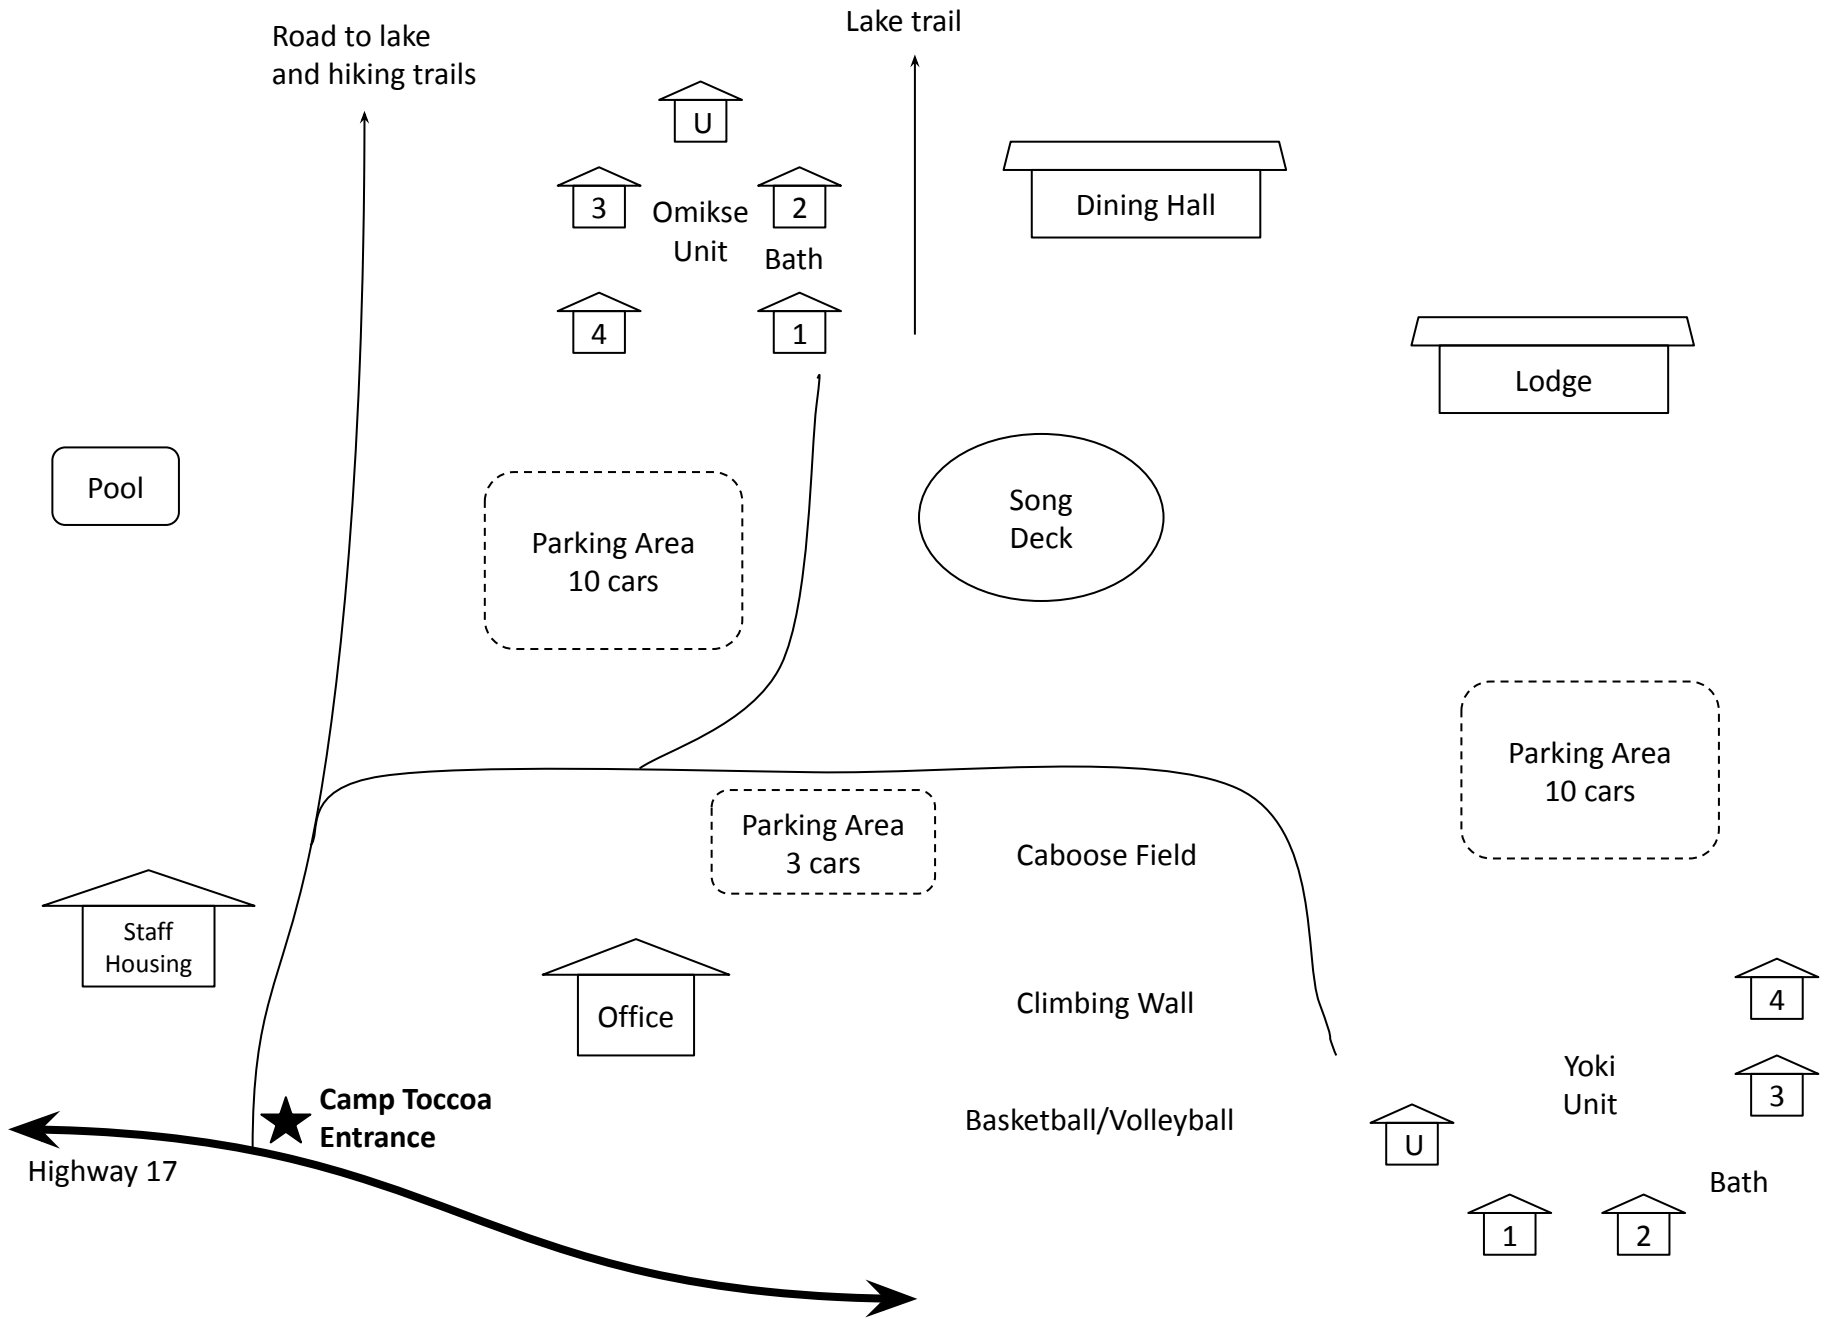 Lake trail
Road to lake
and hiking trails
U
3
2
Omikse
Unit
Bath
4
1
Dining Hall
Lodge
Pool
Song
Deck
Parking Area
10 cars
Parking Area
10 cars
Parking Area
3 cars
Caboose Field
Staff
Housing
Office
Climbing Wall
Camp Toccoa
Entrance
Highway 17
Basketball/Volleyball
4
Yoki
Unit
3
U
Bath
1
2